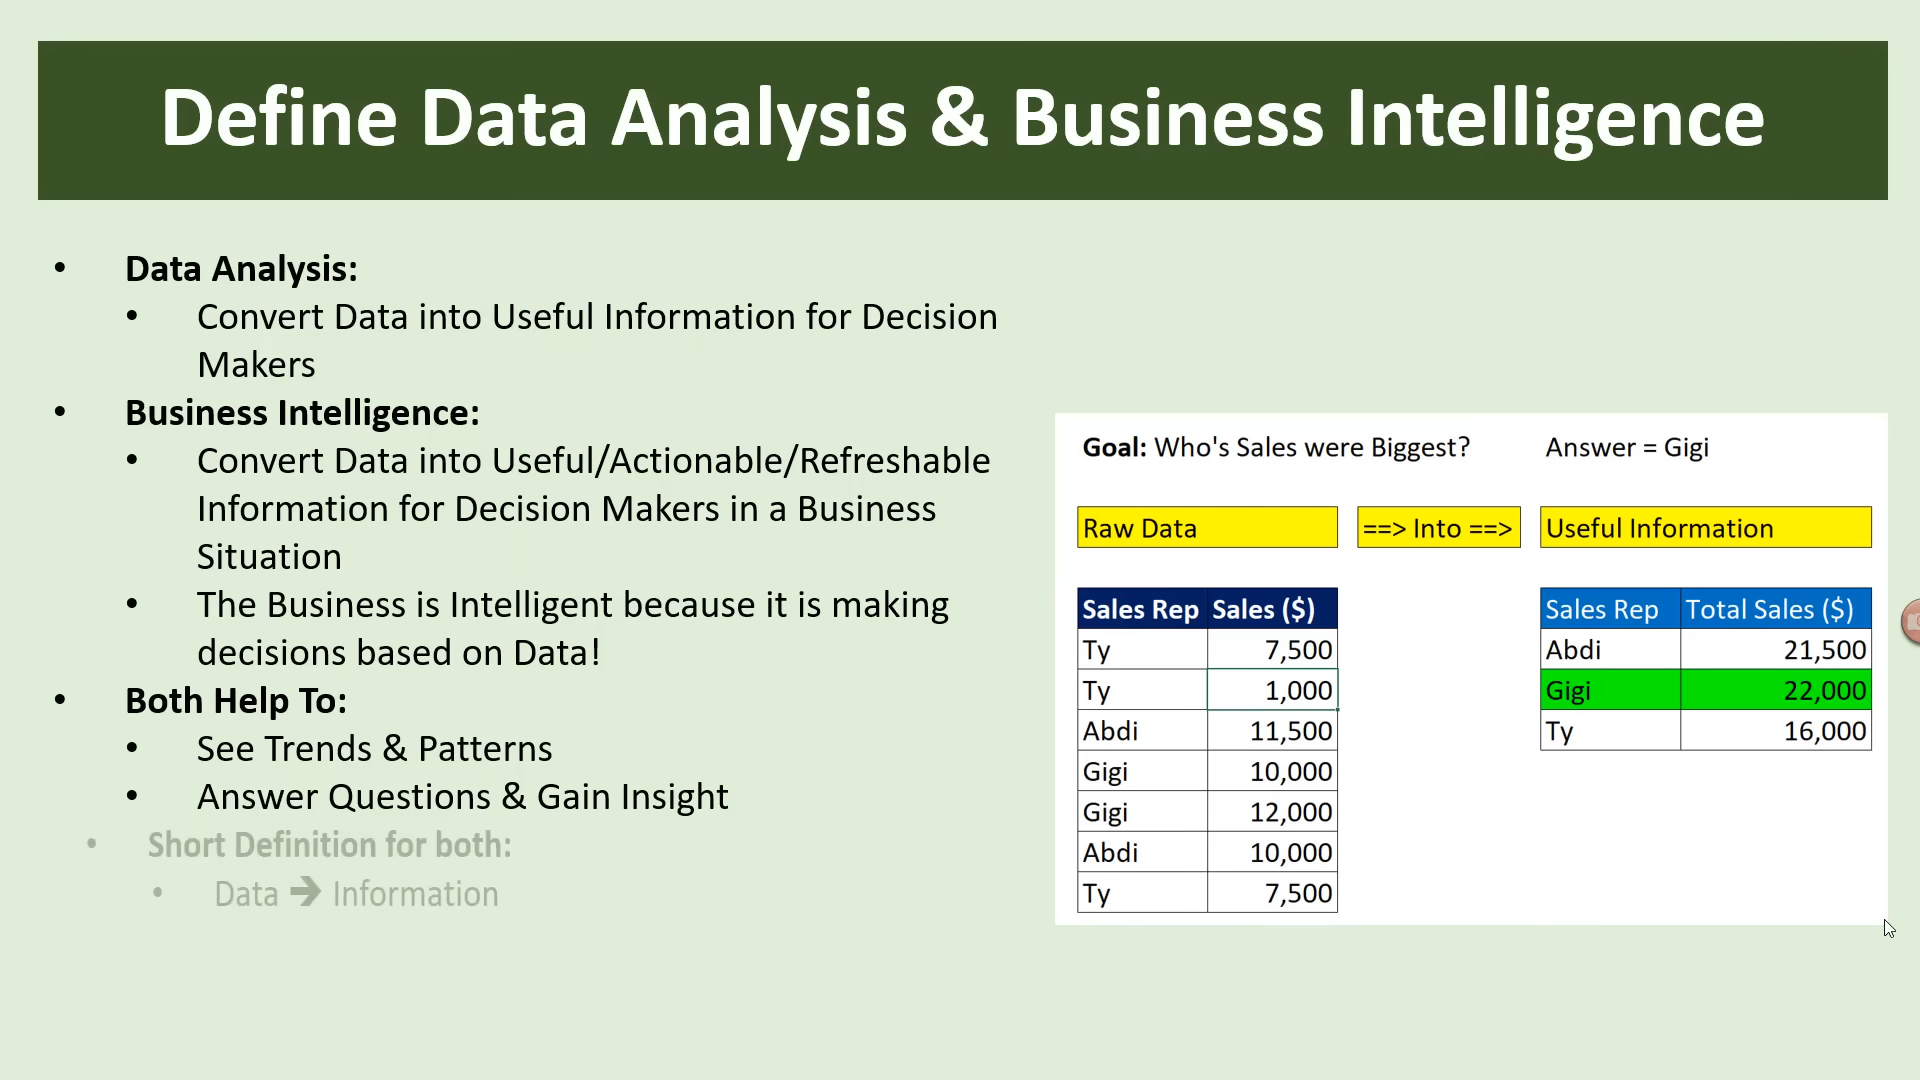 Define Data Analysis & Business Intelligence
• Data Analysis:
• Convert Data into Useful Information for Decision
Makers
• Business Intelligence:
• Convert Data into Useful/Actionable/Refreshable
Information for Decision Makers in a Business
Situation
• The Business is Intelligent because it is making
decisions based on Data!
• Both Help To:
• See Trends & Patterns
• Answer Questions & Gain Insight
• Short Definition for both:
• Data ➔ Information
Goal: Who's Sales were Biggest? Answer = Gigi
Raw Data ==> Into ==> Useful Information
Sales Rep Sales ($)
Ty 7,500
Ty 1,000
Abdi 11,500
Gigi 10,000
Gigi 12,000
Abdi 10,000
Ty 7,500
Sales Rep Total Sales ($)
Abdi 21,500
Gigi 22,000
Ty 16,000